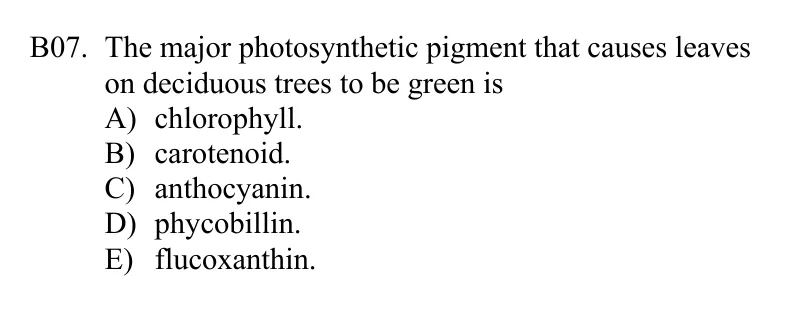 B07. The major photosynthetic pigment that causes leaves
on deciduous trees to be green is
A) chlorophyll.
B) carotenoid.
C) anthocyanin.
D) phycobillin.
E) flucoxanthin.